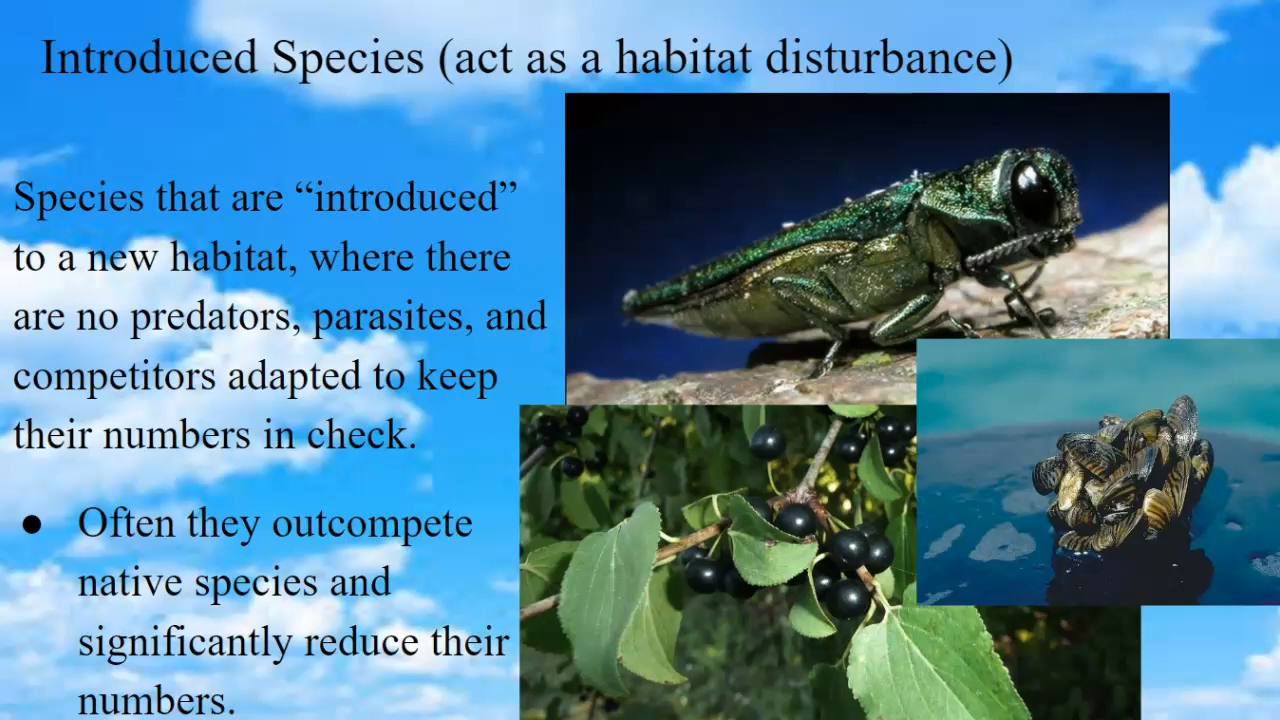 Introduced Species (act as a habitat disturbance)
Species that are “introduced”
to a new habitat, where there
are no predators, parasites, and
competitors adapted to keep
their numbers in check.
● Often they outcompete
native species and
significantly reduce their
numbers.